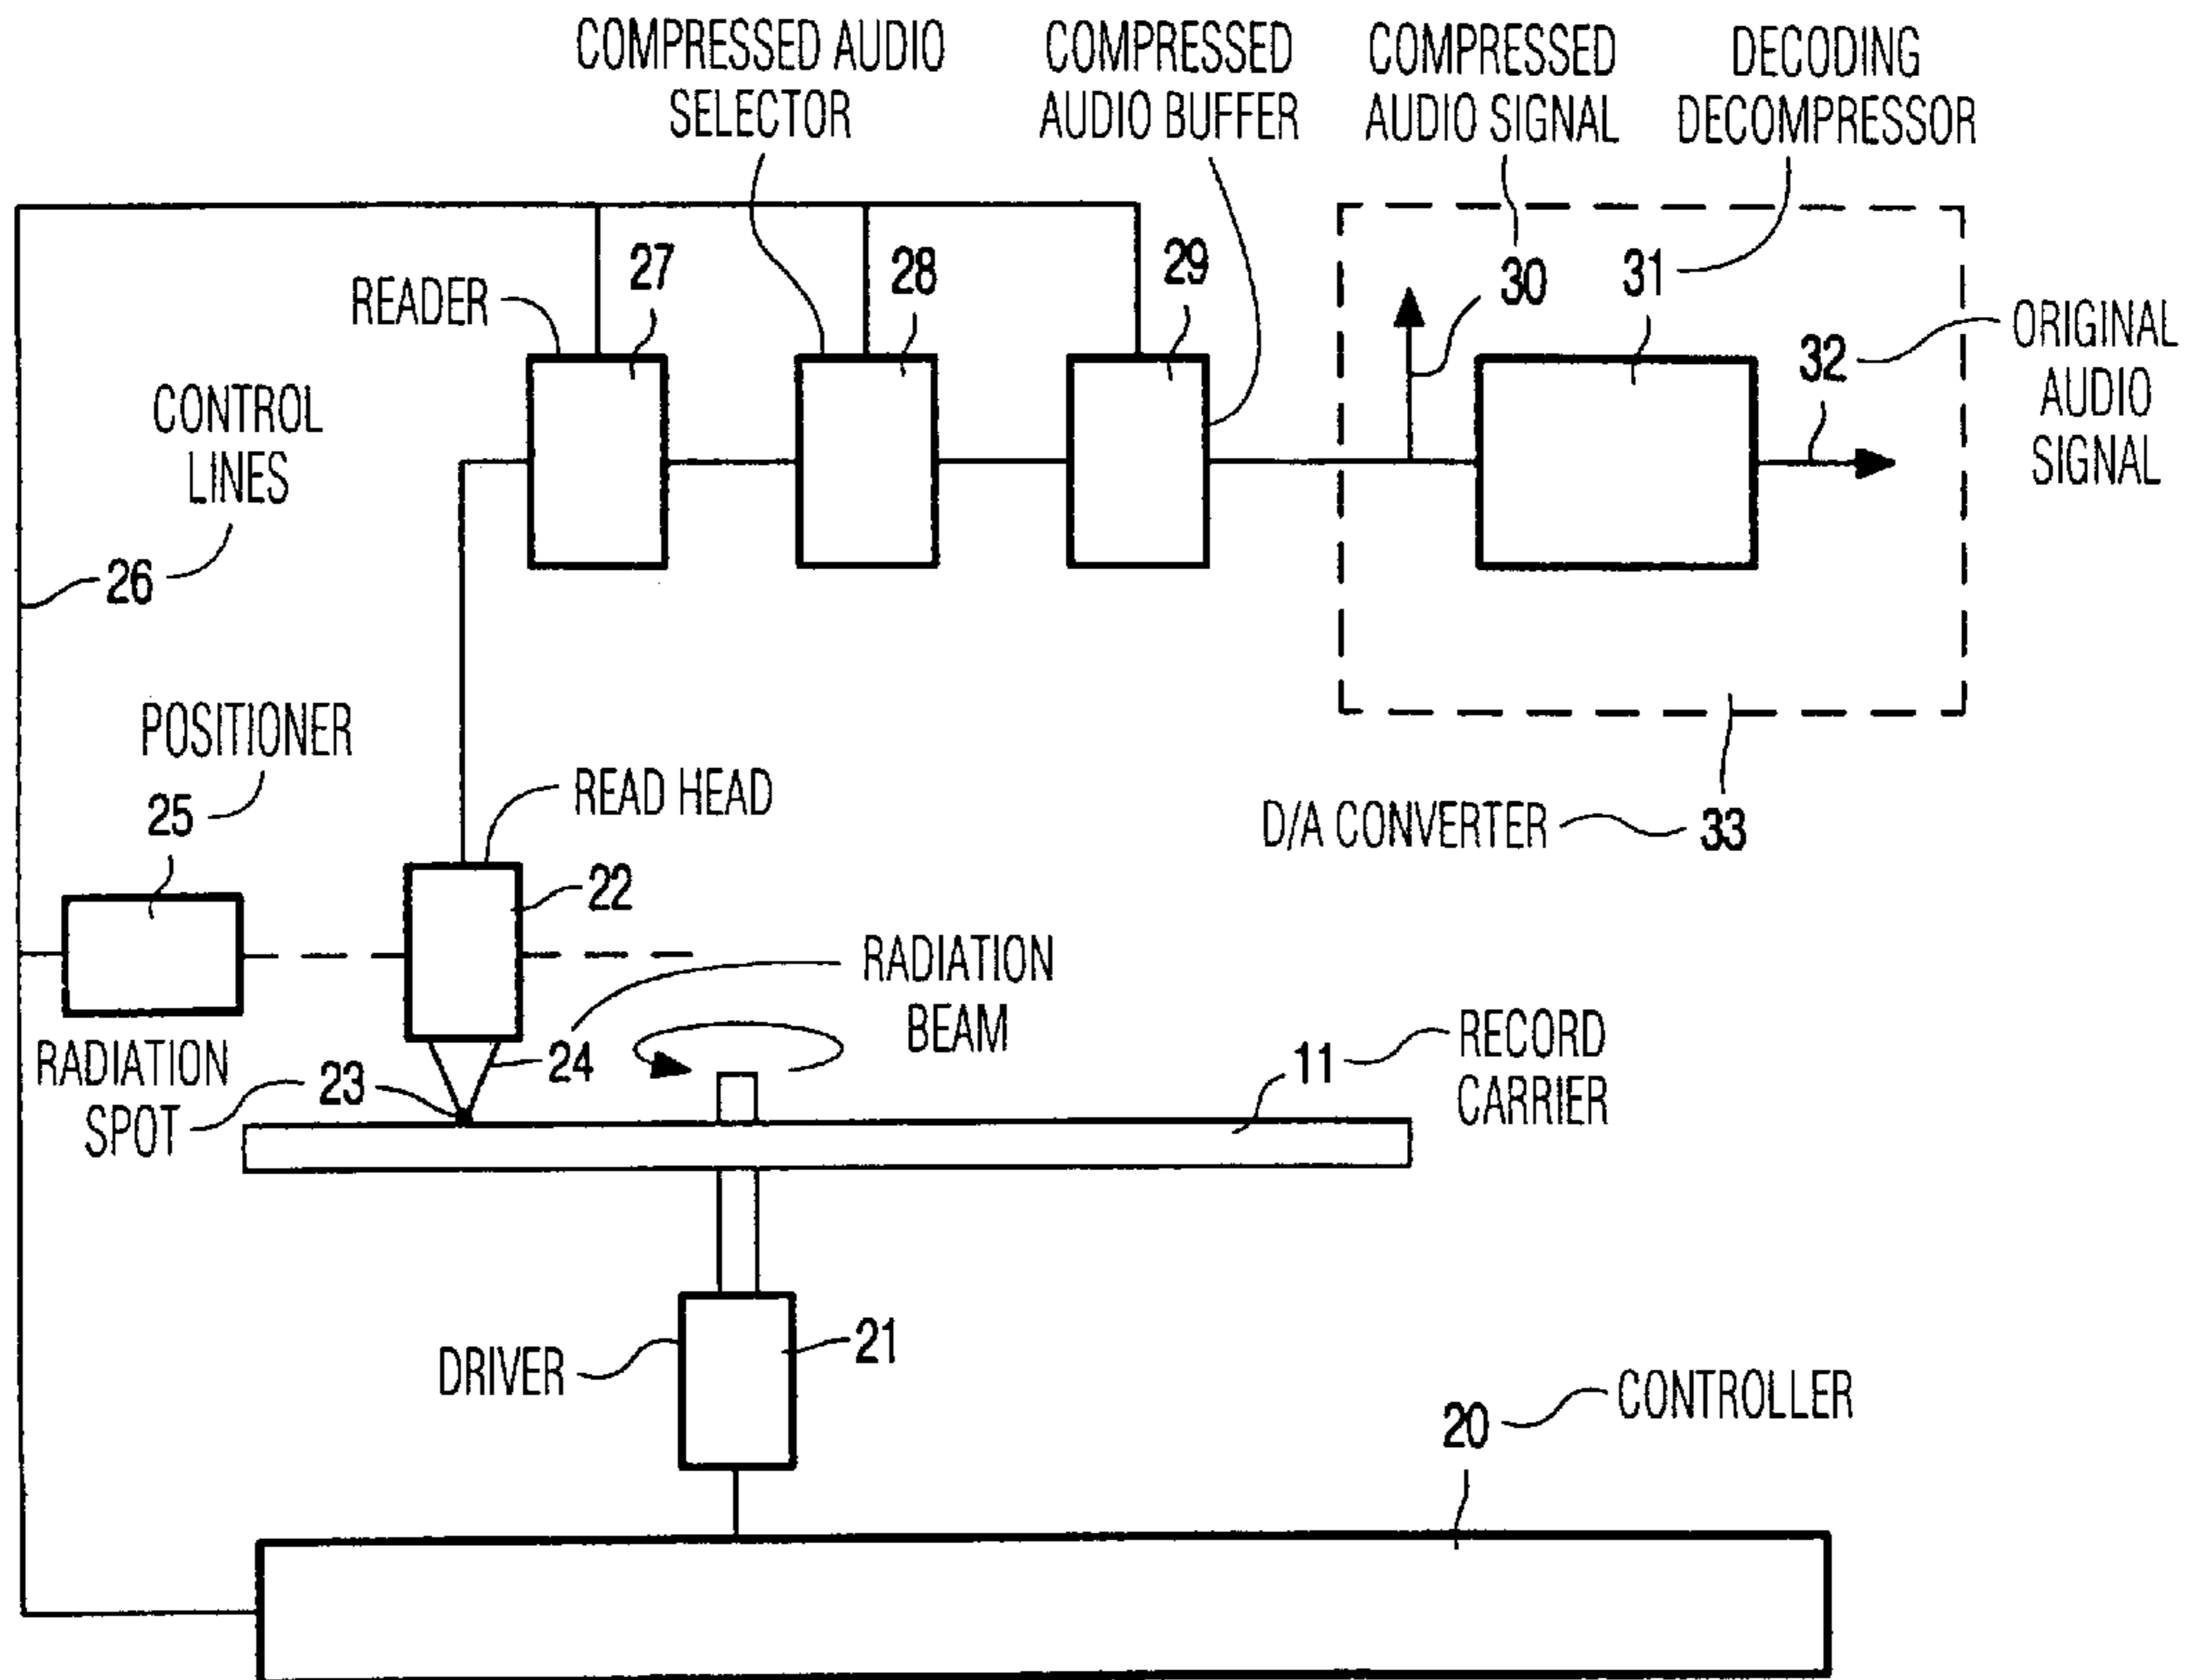 COMPRESSED AUDIO
SELECTOR
COMPRESSED
AUDIO BUFFER
COMPRESSED
AUDIO SIGNAL
DECODING
DECOMPRESSOR
READER
27
28
29
30
31
32
ORIGINAL
AUDIO
SIGNAL
CONTROL
LINES
26
POSITIONER
25
READ HEAD
22
D/A CONVERTER
33
RADIATION
BEAM
24
RADIATION
SPOT
23
11
RECORD
CARRIER
DRIVER
21
20
CONTROLLER